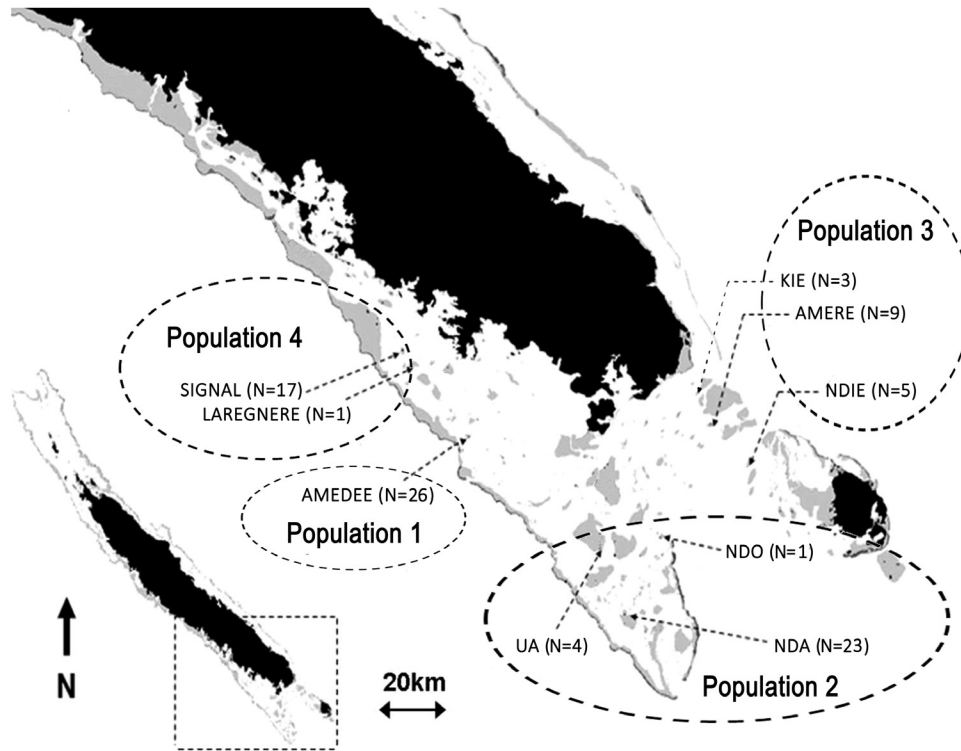 Population 3
KIE (N=3)
AMERE (N=9)
Population 4
SIGNAL (N=17)
NDIE (N=5)
LAREGNERE (N=1)
AMEDEE (N=26)
Population 1
NDO (N=1)
UA (N=4)
NDA (N=23)
N
20km
Population 2